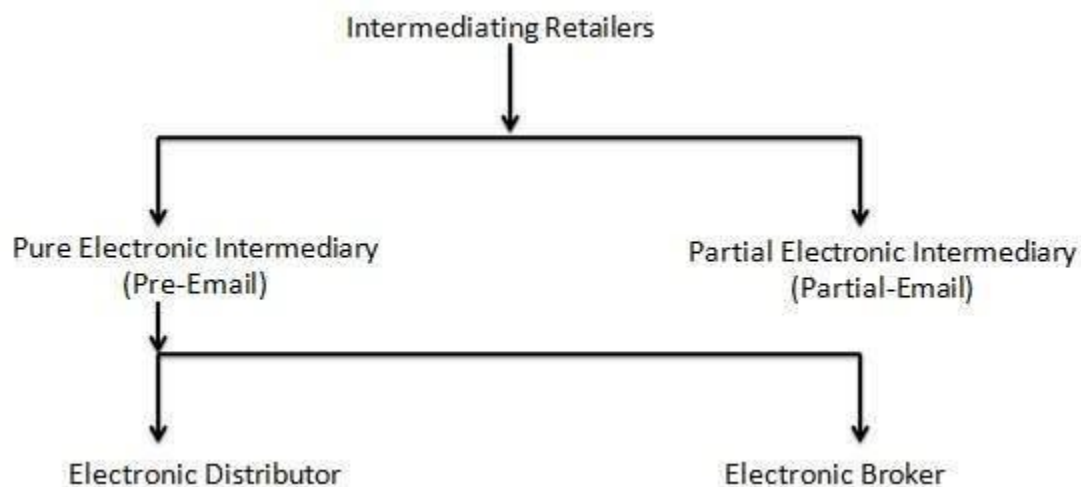 Intermediating Retailers
Pure Electronic Intermediary
(Pre-Email)
Partial Electronic Intermediary
(Partial-Email)
Electronic Distributor
Electronic Broker